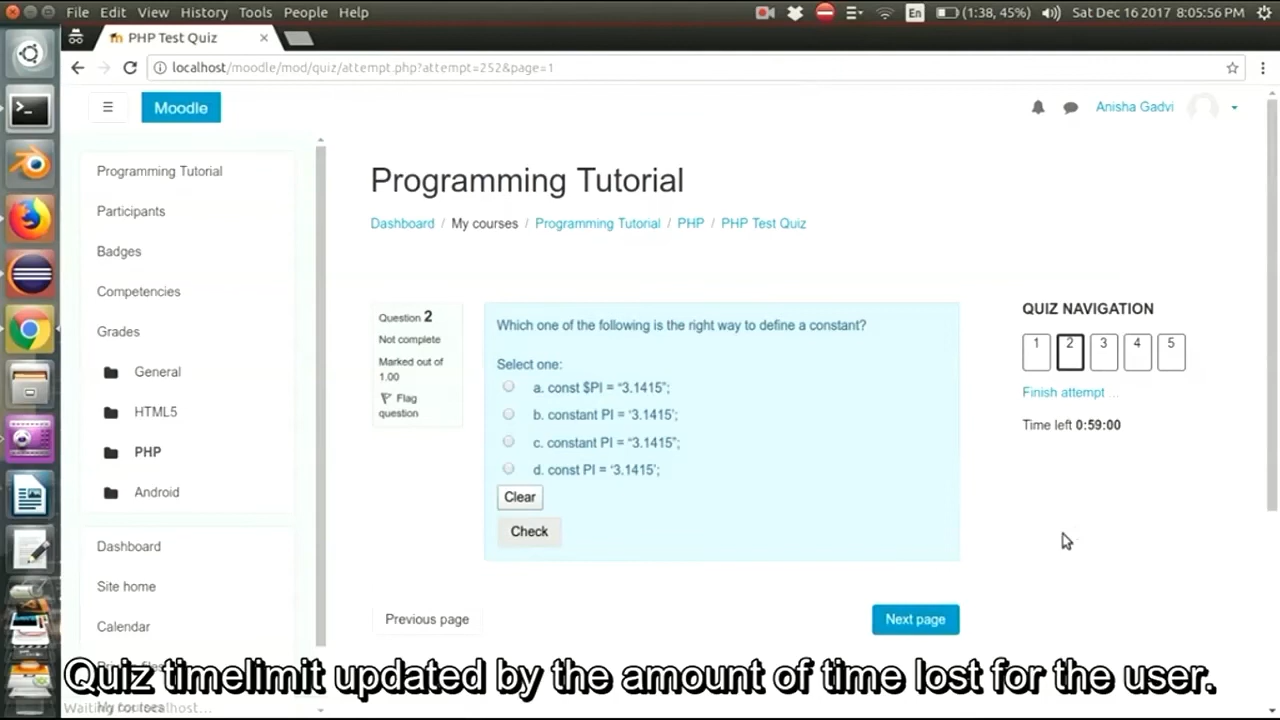 File Edit View History Tools People Help En (1:38, 45%) Sat Dec 16 2017 8:05:56 PM
PHP Test Quiz
localhost/moodle/mod/quiz/attempt.php?attempt=252&page=1
Moodle
Anisha Gadvi
Programming Tutorial
Participants
Badges
Competencies
Grades
General
HTML5
PHP
Android
Dashboard
Site home
Calendar
Programming Tutorial
Dashboard / My courses / Programming Tutorial / PHP / PHP Test Quiz
Question 2
Not complete
Marked out of
1.00
Flag
question
Which one of the following is the right way to define a constant?
Select one:
a. const $PI = “3.1415”;
b. constant PI = ‘3.1415’;
c. constant PI = “3.1415”;
d. const PI = ‘3.1415’;
Clear
Check
Previous page
Next page
QUIZ NAVIGATION
1 2 3 4 5
Finish attempt ...
Time left 0:59:00
Quiz timelimit updated by the amount of time lost for the user.
Waiting for localhost...